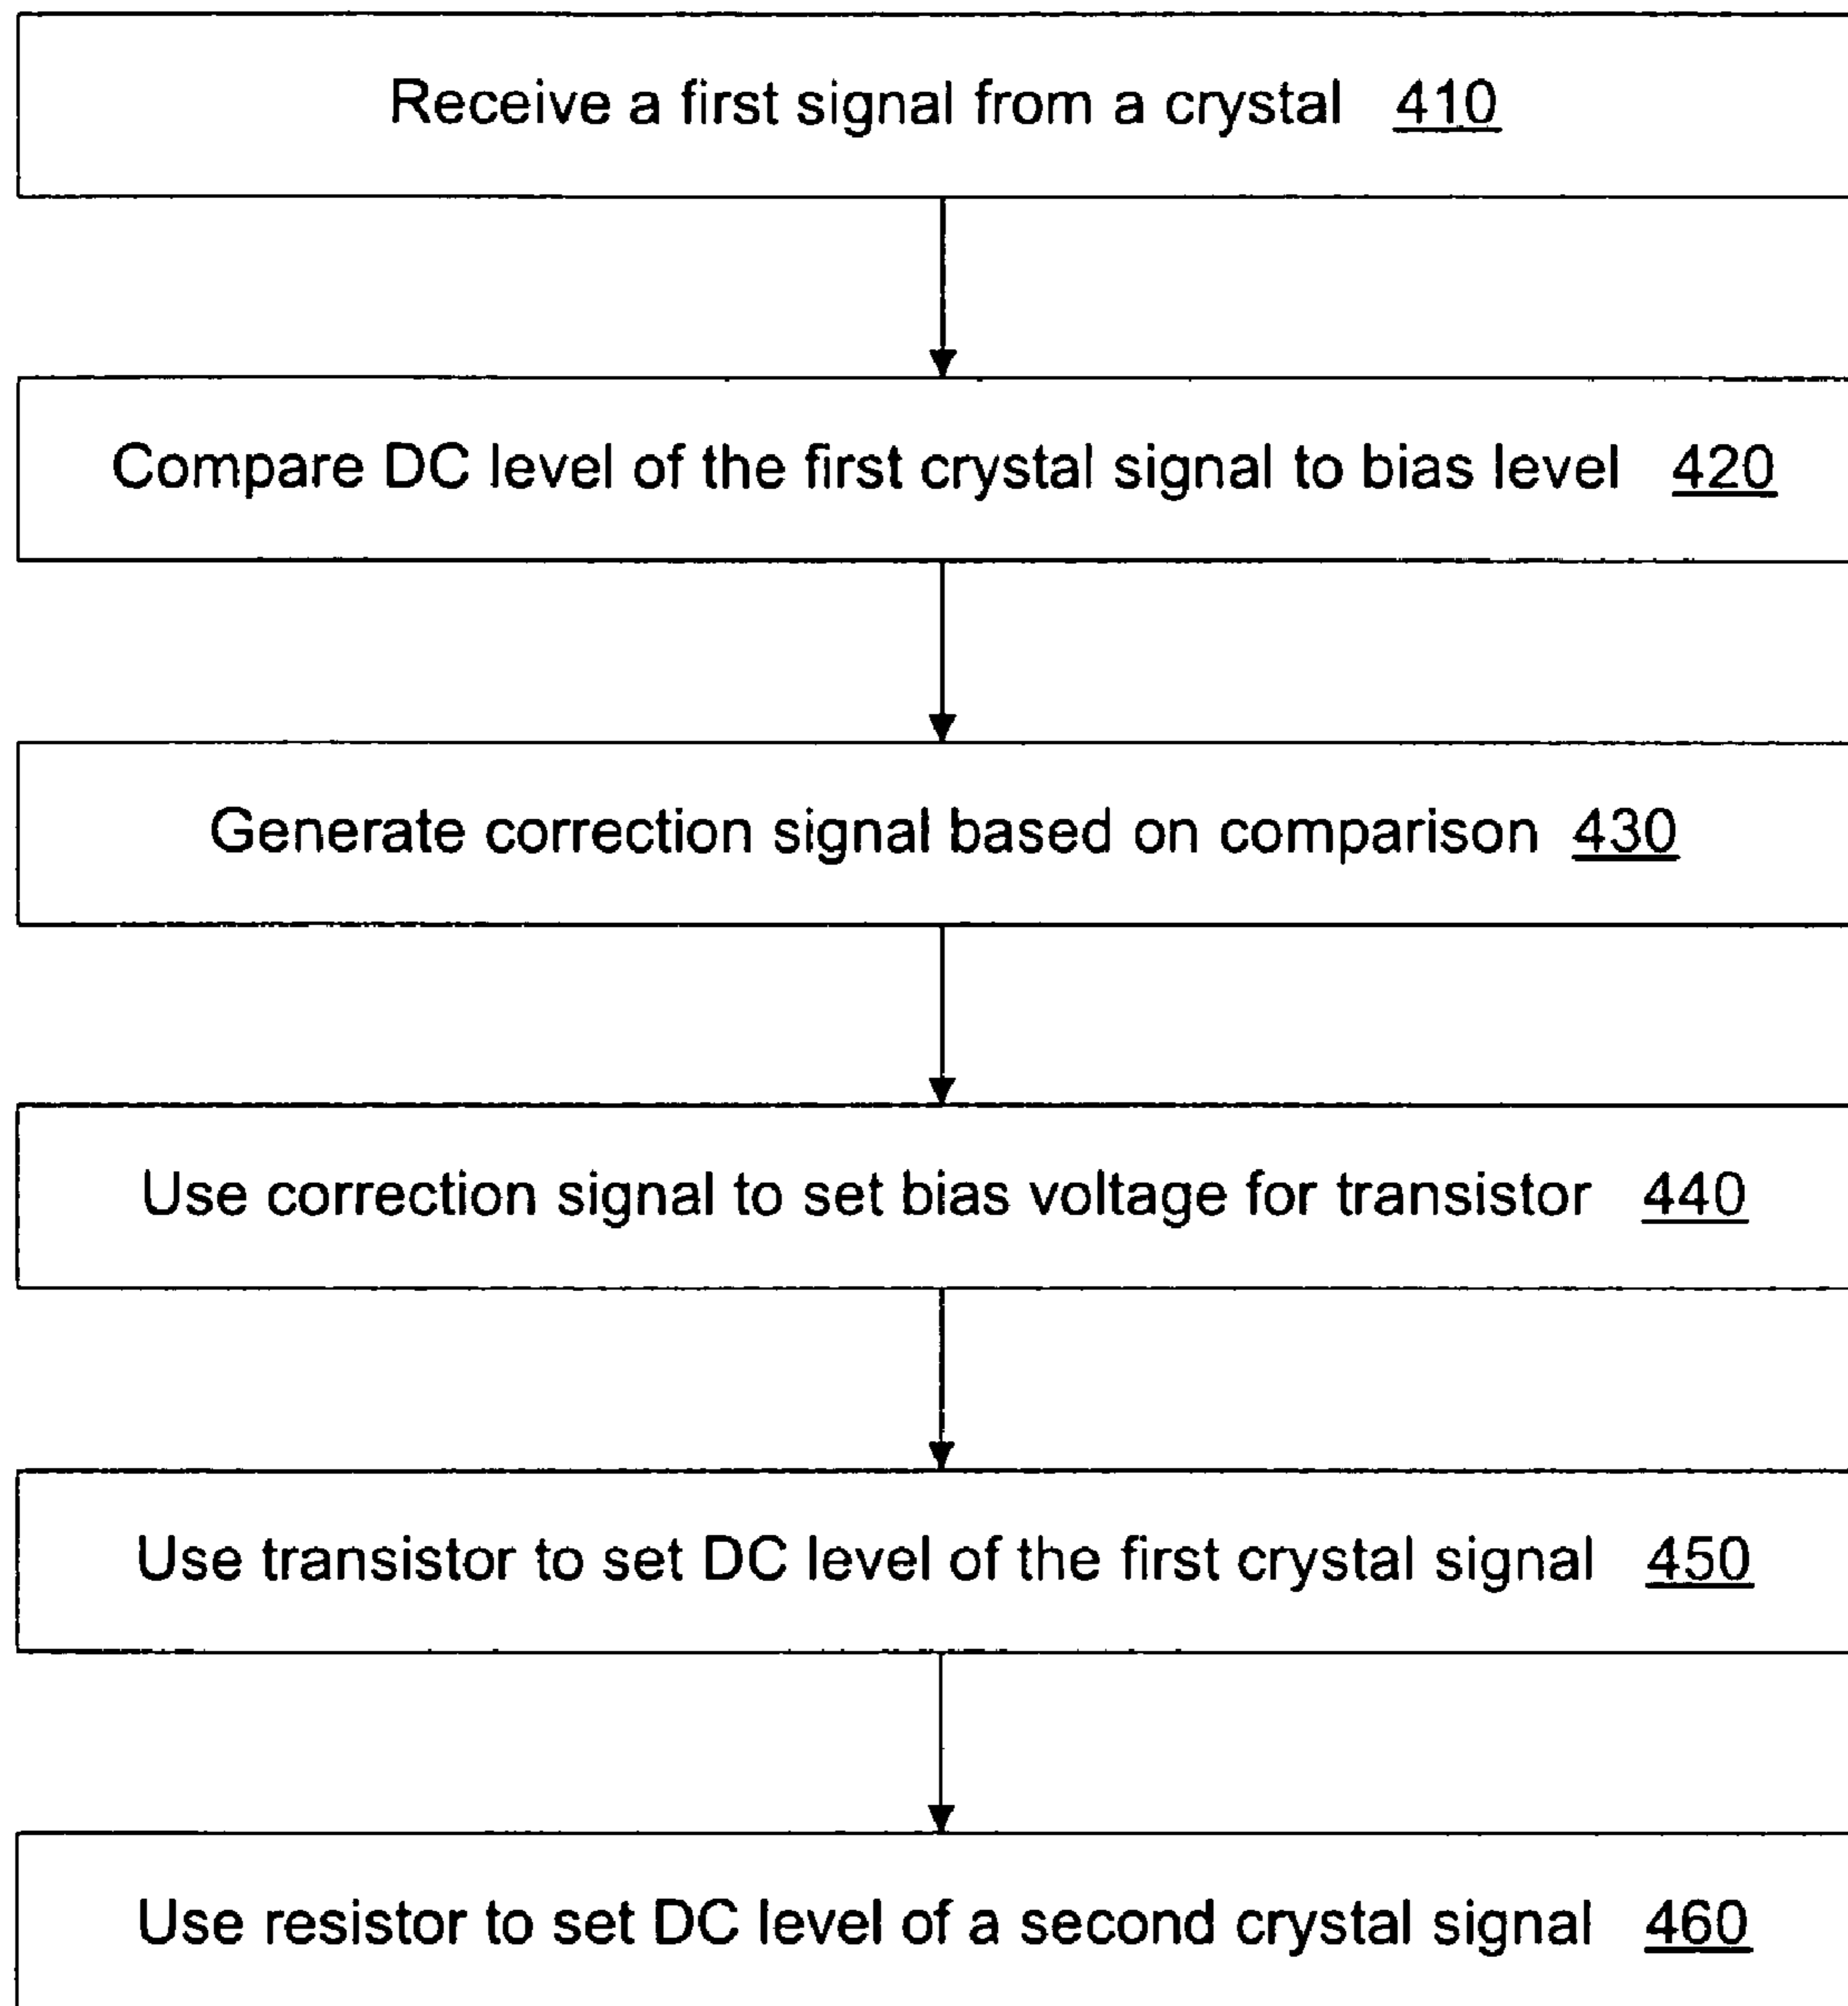 Receive a first signal from a crystal 410
Compare DC level of the first crystal signal to bias level 420
Generate correction signal based on comparison 430
Use correction signal to set bias voltage for transistor 440
Use transistor to set DC level of the first crystal signal 450
Use resistor to set DC level of a second crystal signal 460